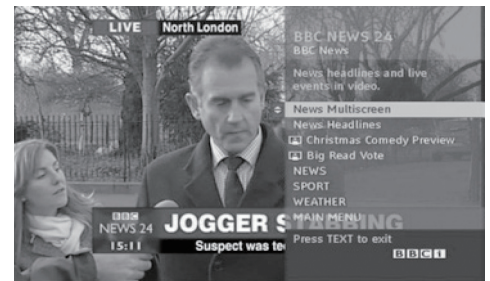 LIVE North London
BBC NEWS 24
BBC News
News headlines and live
events in video.
News Multiscreen
News Headlines
Christmas Comedy Preview
Big Read Vote
NEWS
SPORT
WEATHER
MAIN MENU
Press TEXT to exit
BBCi
BBC
NEWS 24
15:11
JOGGER STABBING
Suspect was